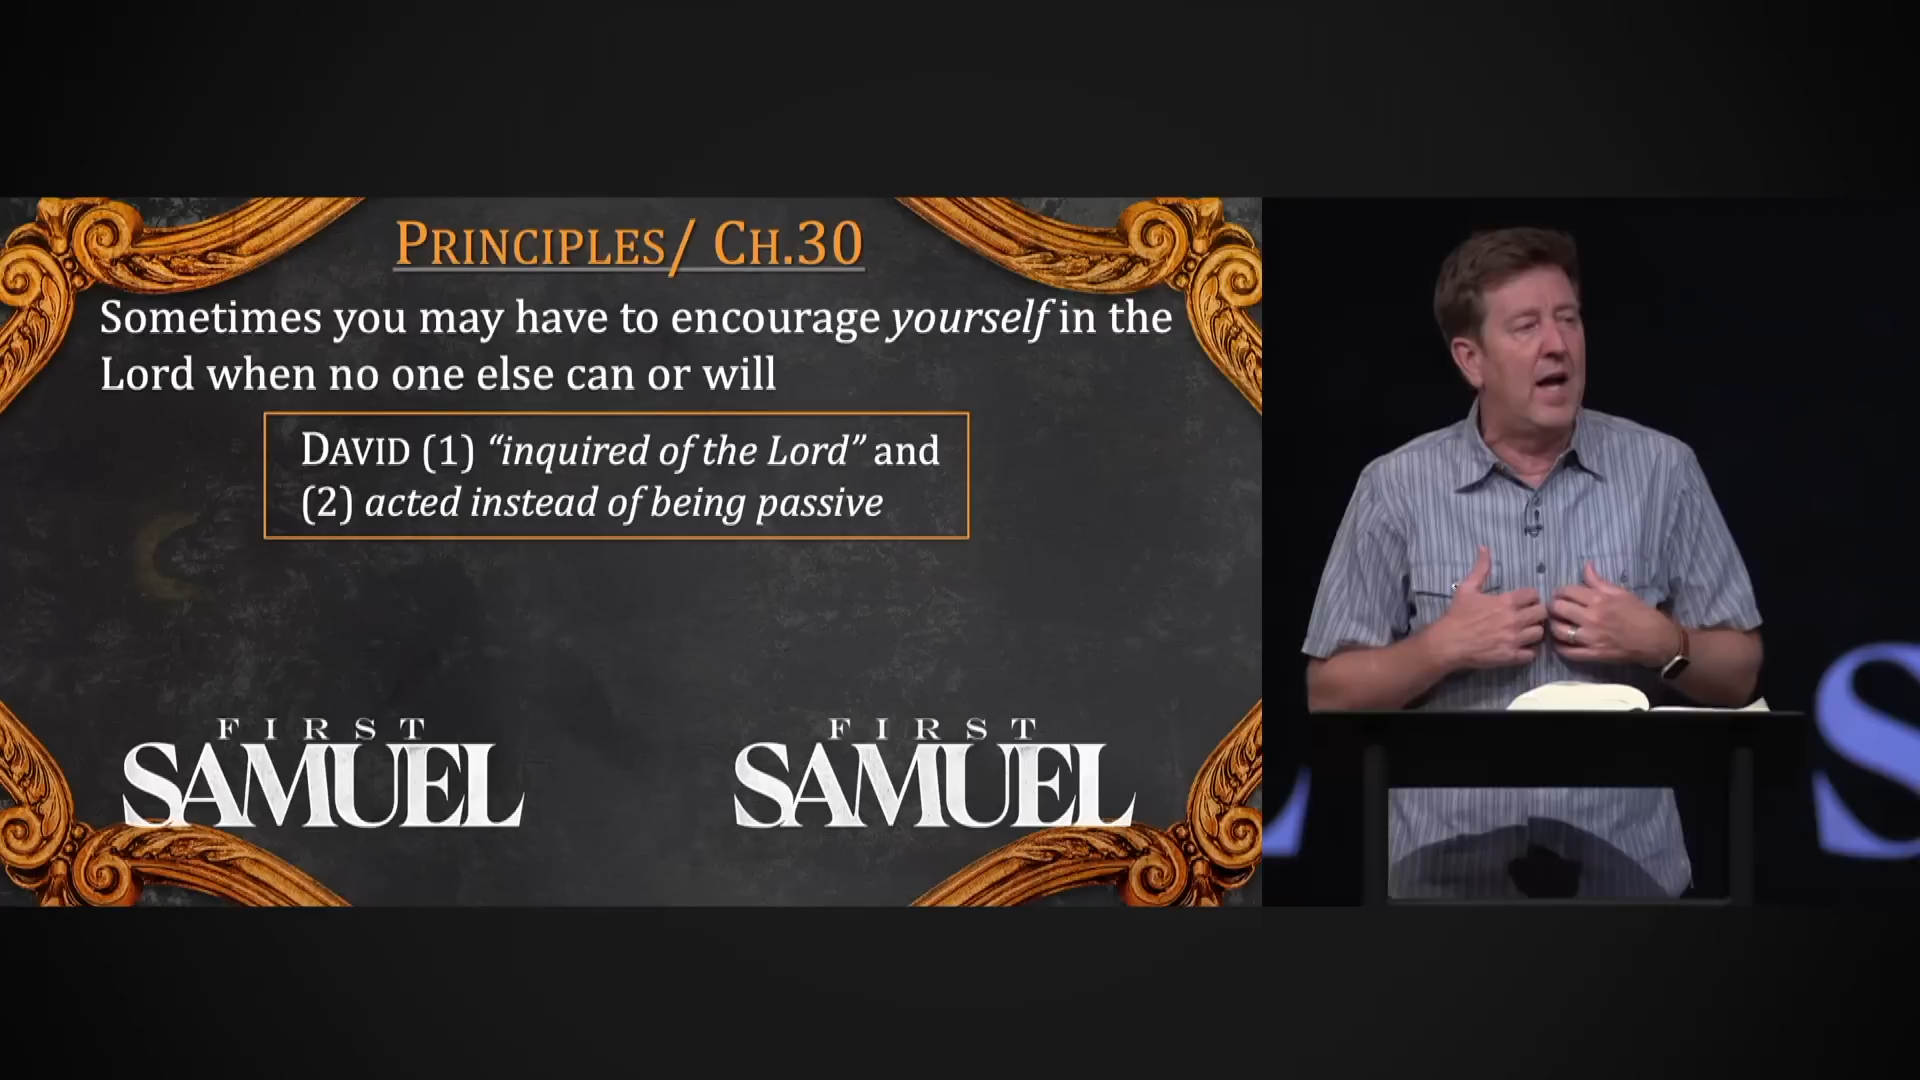 PRINCIPLES/ CH.30
Sometimes you may have to encourage yourself in the
Lord when no one else can or will
DAVID (1) “inquired of the Lord” and
(2) acted instead of being passive
FIRST
SAMUEL
FIRST
SAMUEL
S